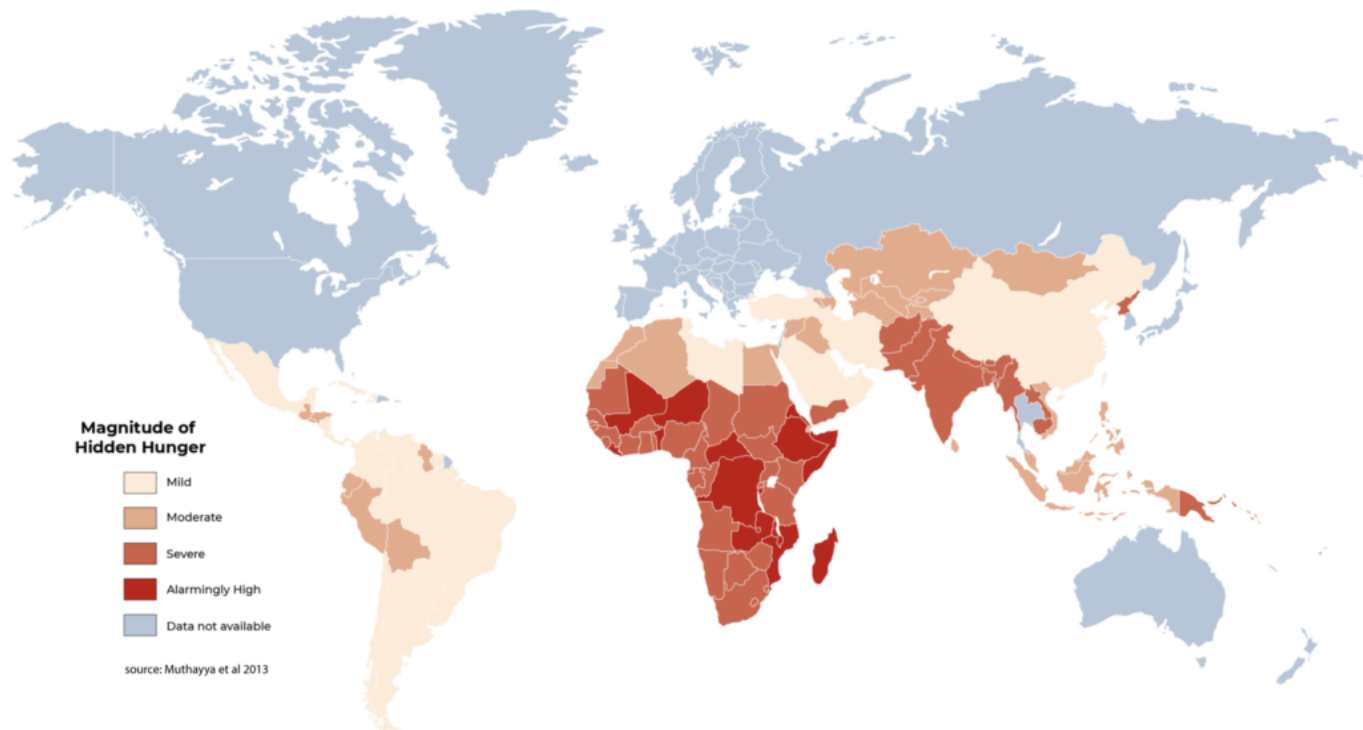 Magnitude of
Hidden Hunger
Mild
Moderate
Severe
Alarmingly High
Data not available
source: Muthayya et al 2013